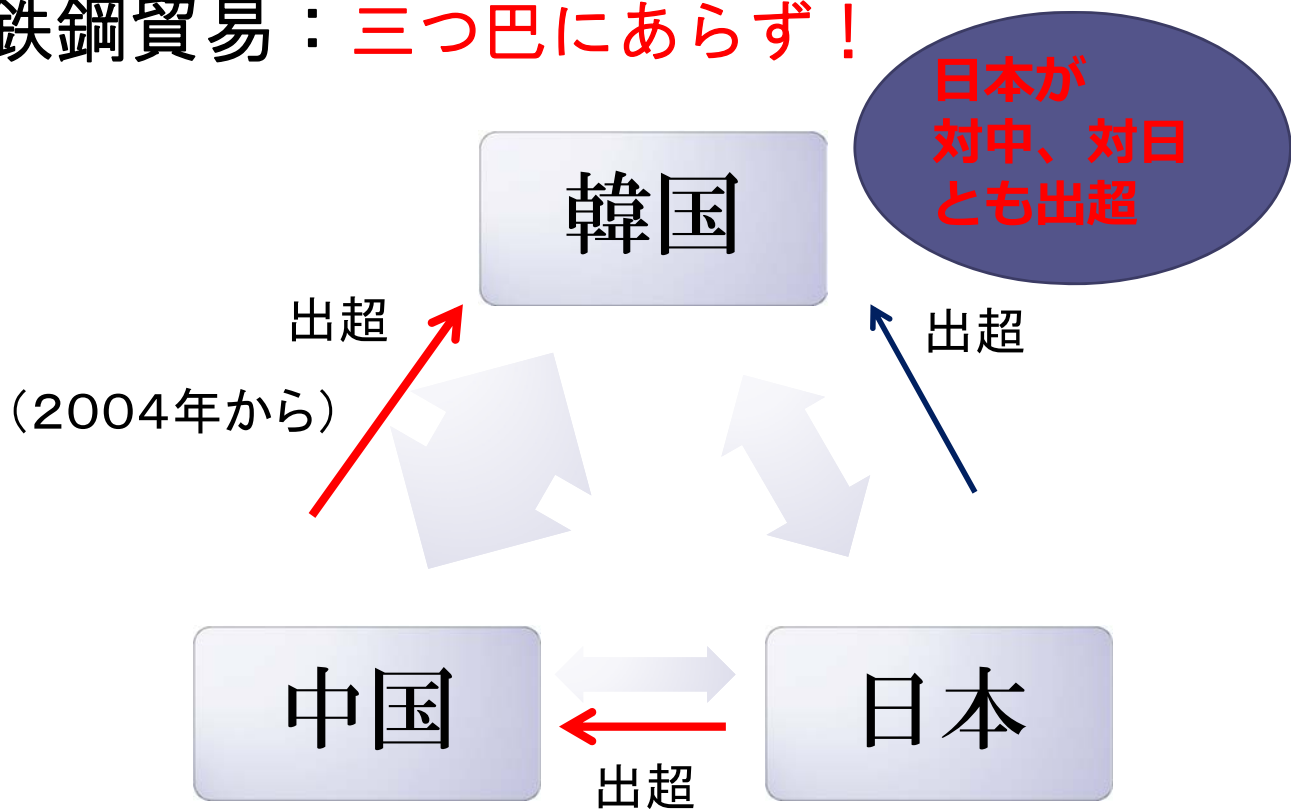 鉄鋼貿易：三つ巴にあらず！
日本が
対中、対日
とも出超
韓国
出超
出超
（２００４年から）
中国
日本
出超